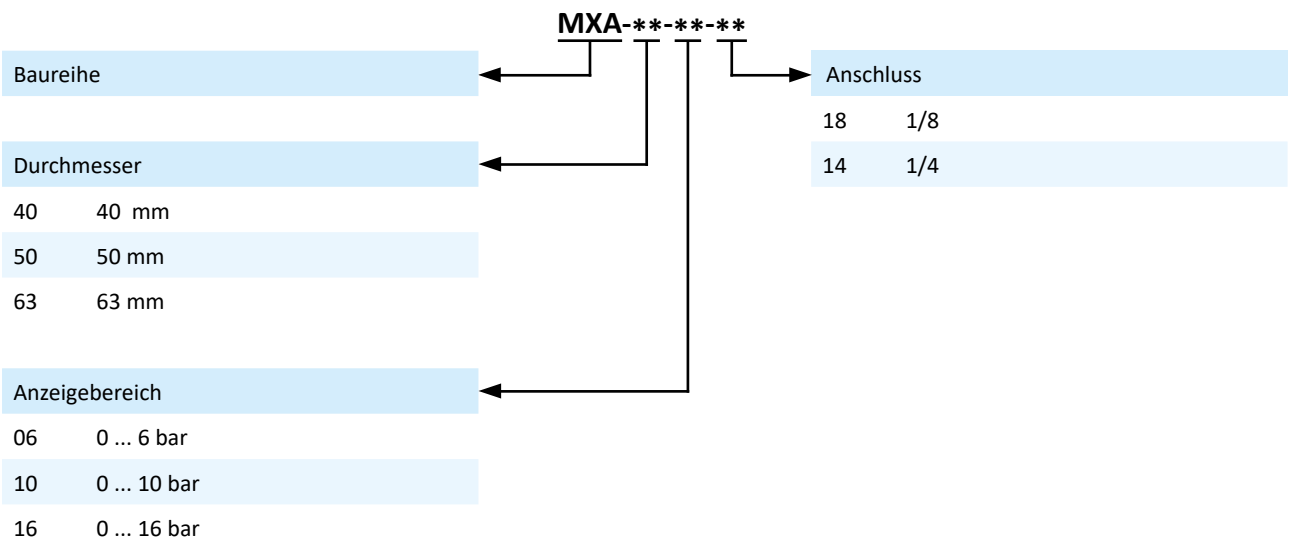 MXA-**-**-**
Baureihe
Durchmesser
40 40 mm
50 50 mm
63 63 mm
Anzeigebereich
06 0 ... 6 bar
10 0 ... 10 bar
16 0 ... 16 bar
Anschluss
18 1/8
14 1/4